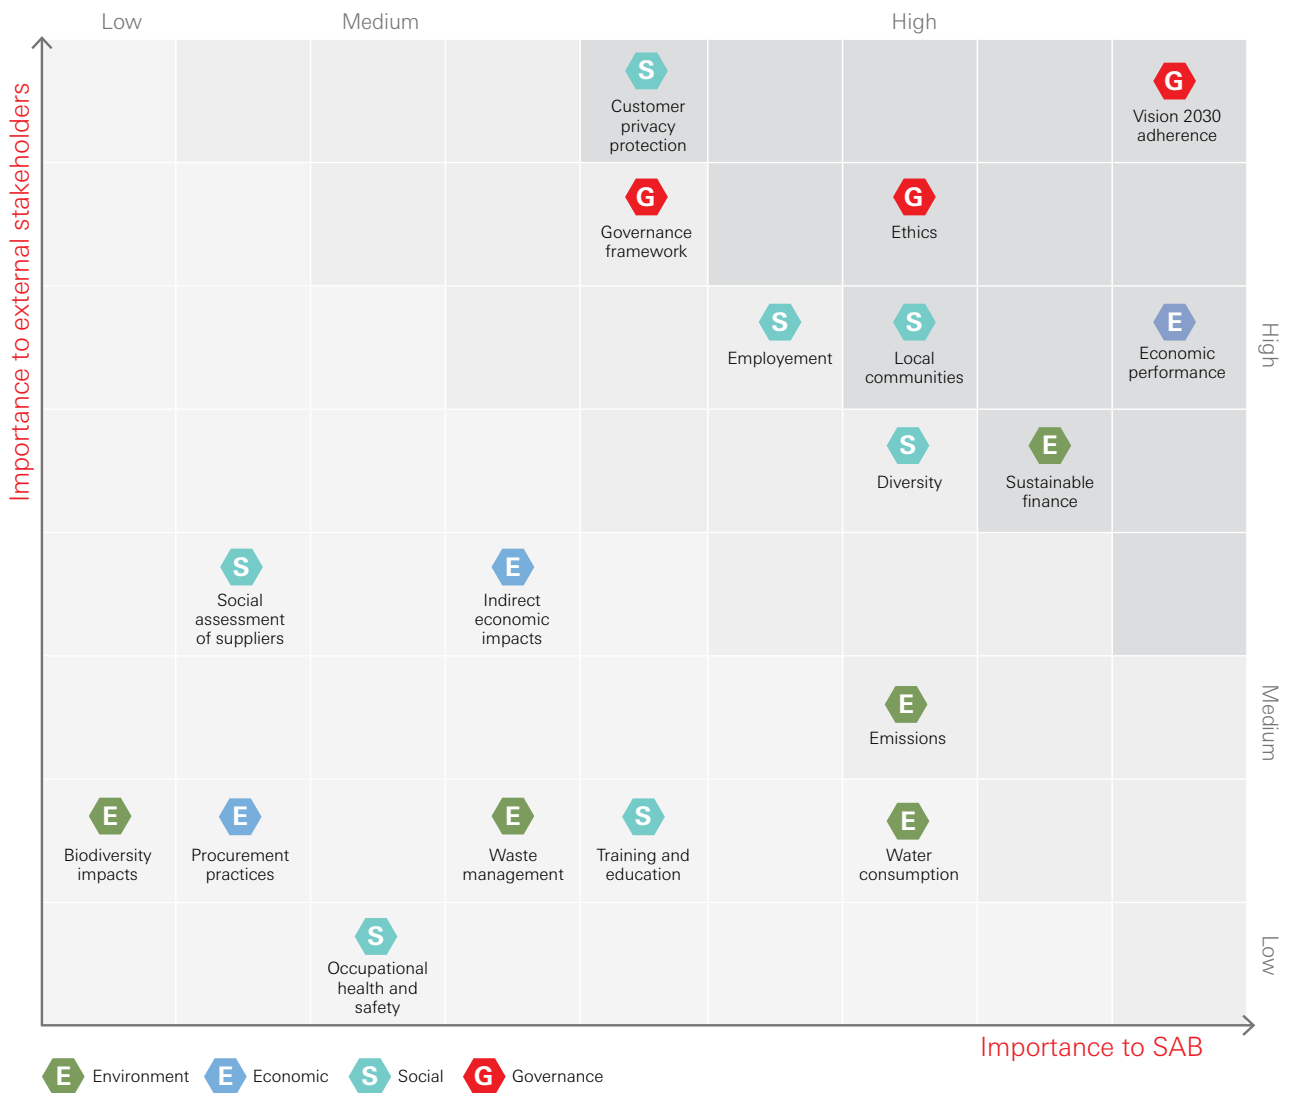 Low
Medium
High
Importance to external stakeholders
S
Customer
privacy
protection
G
Vision 2030
adherence
G
Governance
framework
G
Ethics
S
Employement
S
Local
communities
E
Economic
performance
High
S
Diversity
E
Sustainable
finance
S
Social
assessment
of suppliers
E
Indirect
economic
impacts
E
Emissions
Medium
E
Biodiversity
impacts
E
Procurement
practices
E
Waste
management
S
Training and
education
E
Water
consumption
S
Occupational
health and
safety
Low
Importance to SAB
E Environment
E Economic
S Social
G Governance